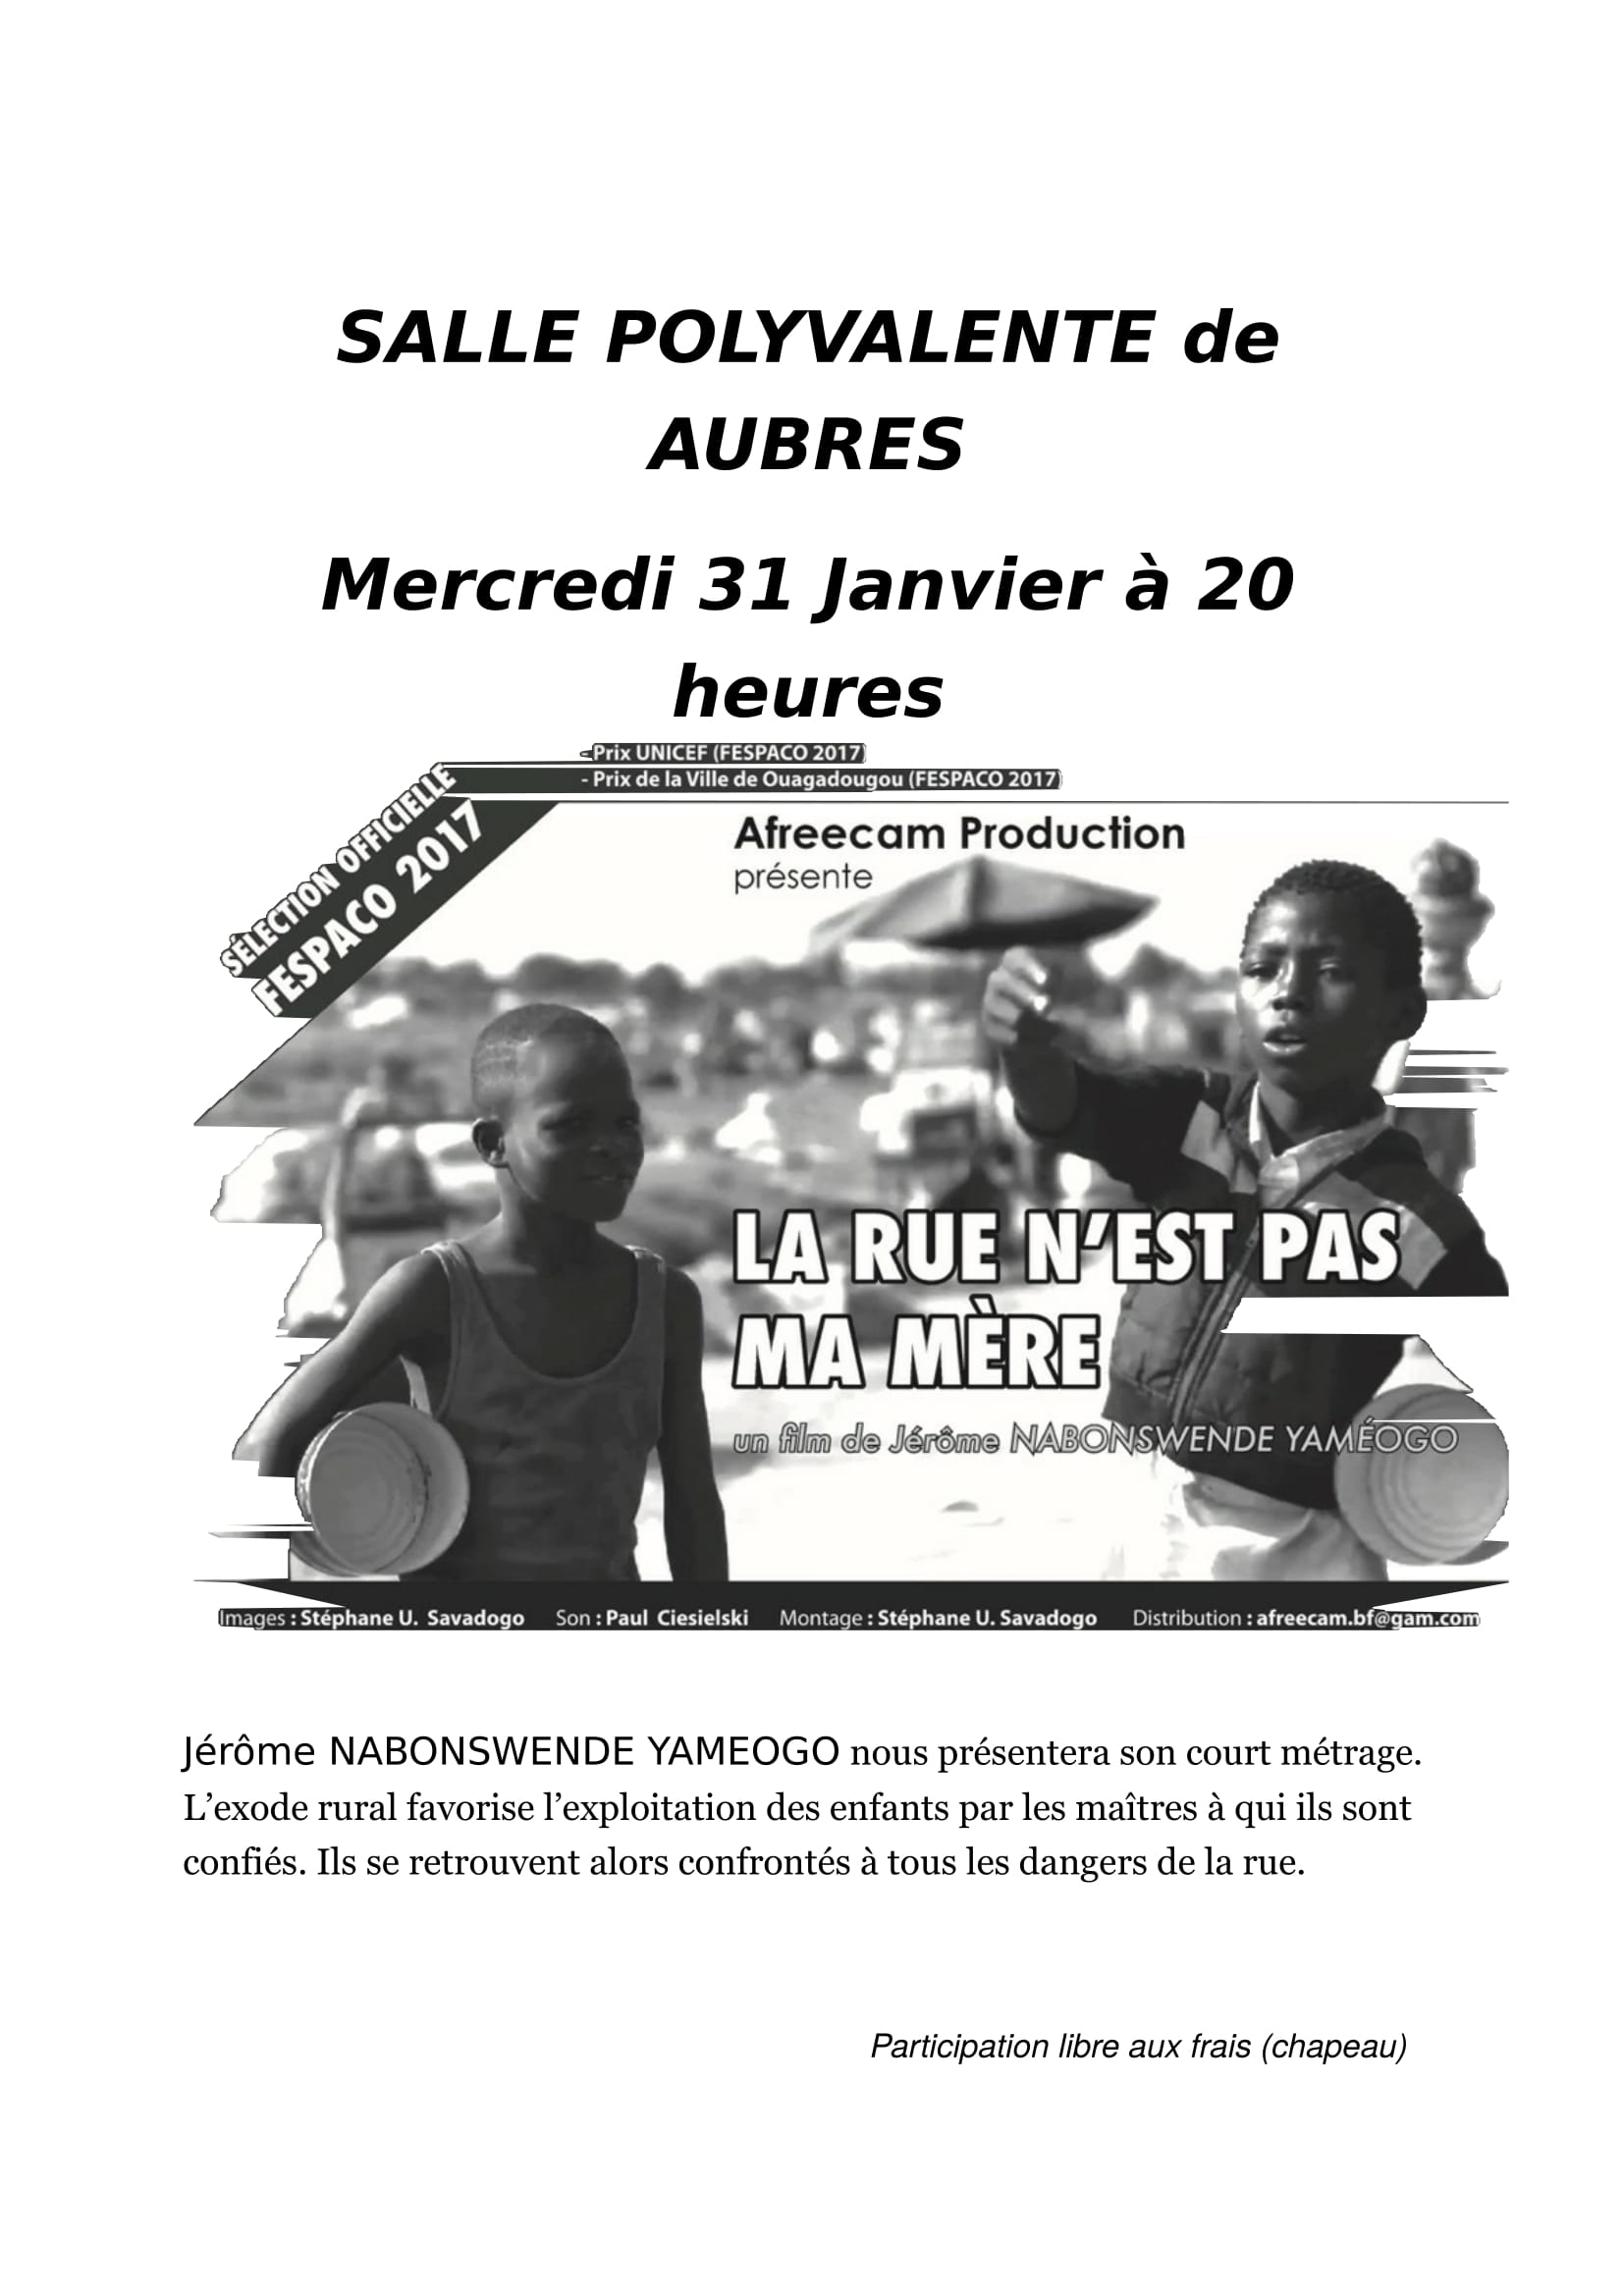 SALLE POLYVALENTE de
AUBRES
Mercredi 31 Janvier à 20
heures
- Prix UNICEF (FESPACO 2017)
- Prix de la Ville de Ouagadougou (FESPACO 2017)
SÉLECTION OFFICIELLE
FESPACO 2017
Afreecam Production
présente
LA RUE N’EST PAS
MA MÈRE
un film de Jérôme NABONSWENDE YAMÉOGO
Images : Stéphane U. Savadogo Son : Paul Ciesielski Montage : Stéphane U. Savadogo Distribution : afreecam.bf@gam.com
Jérôme NABONSWENDE YAMEOGO nous présentera son court métrage.
L’exode rural favorise l’exploitation des enfants par les maîtres à qui ils sont
confiés. Ils se retrouvent alors confrontés à tous les dangers de la rue.
Participation libre aux frais (chapeau)